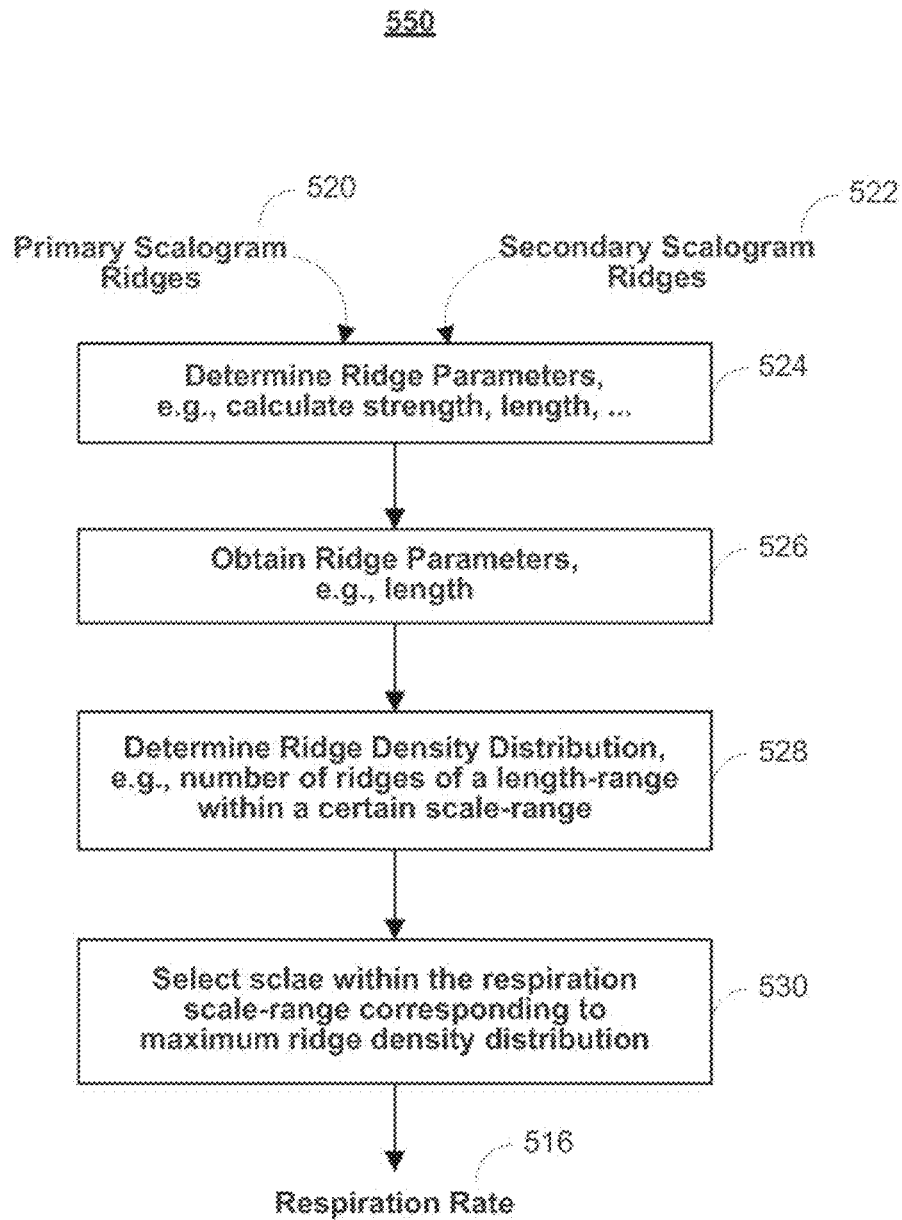 550
520
522
Primary Scalogram
Ridges
Secondary Scalogram
Ridges
Determine Ridge Parameters,
e.g., calculate strength, length, ...
524
Obtain Ridge Parameters,
e.g., length
526
Determine Ridge Density Distribution,
e.g., number of ridges of a length-range
within a certain scale-range
528
Select sclae within the respiration
scale-range corresponding to
maximum ridge density distribution
530
516
Respiration Rate